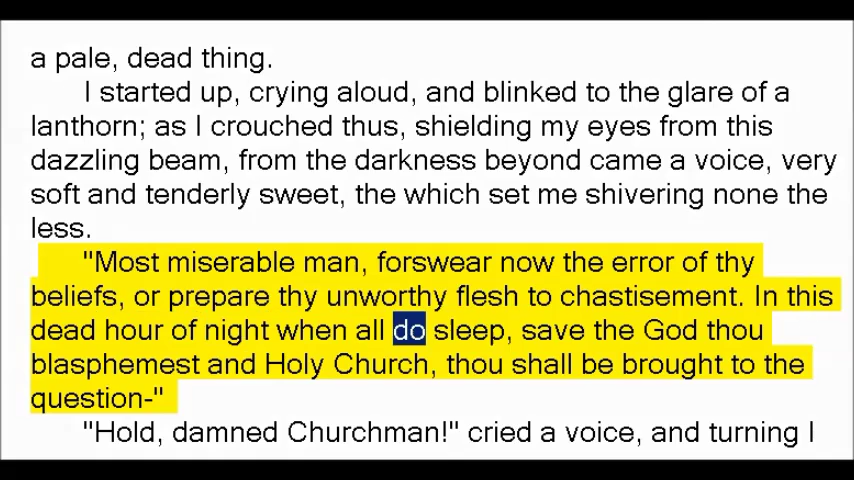 a pale, dead thing.
I started up, crying aloud, and blinked to the glare of a
lanthorn; as I crouched thus, shielding my eyes from this
dazzling beam, from the darkness beyond came a voice, very
soft and tenderly sweet, the which set me shivering none the
less.
"Most miserable man, forswear now the error of thy
beliefs, or prepare thy unworthy flesh to chastisement. In this
dead hour of night when all do sleep, save the God thou
blasphemest and Holy Church, thou shall be brought to the
question-"
"Hold, damned Churchman!" cried a voice, and turning I